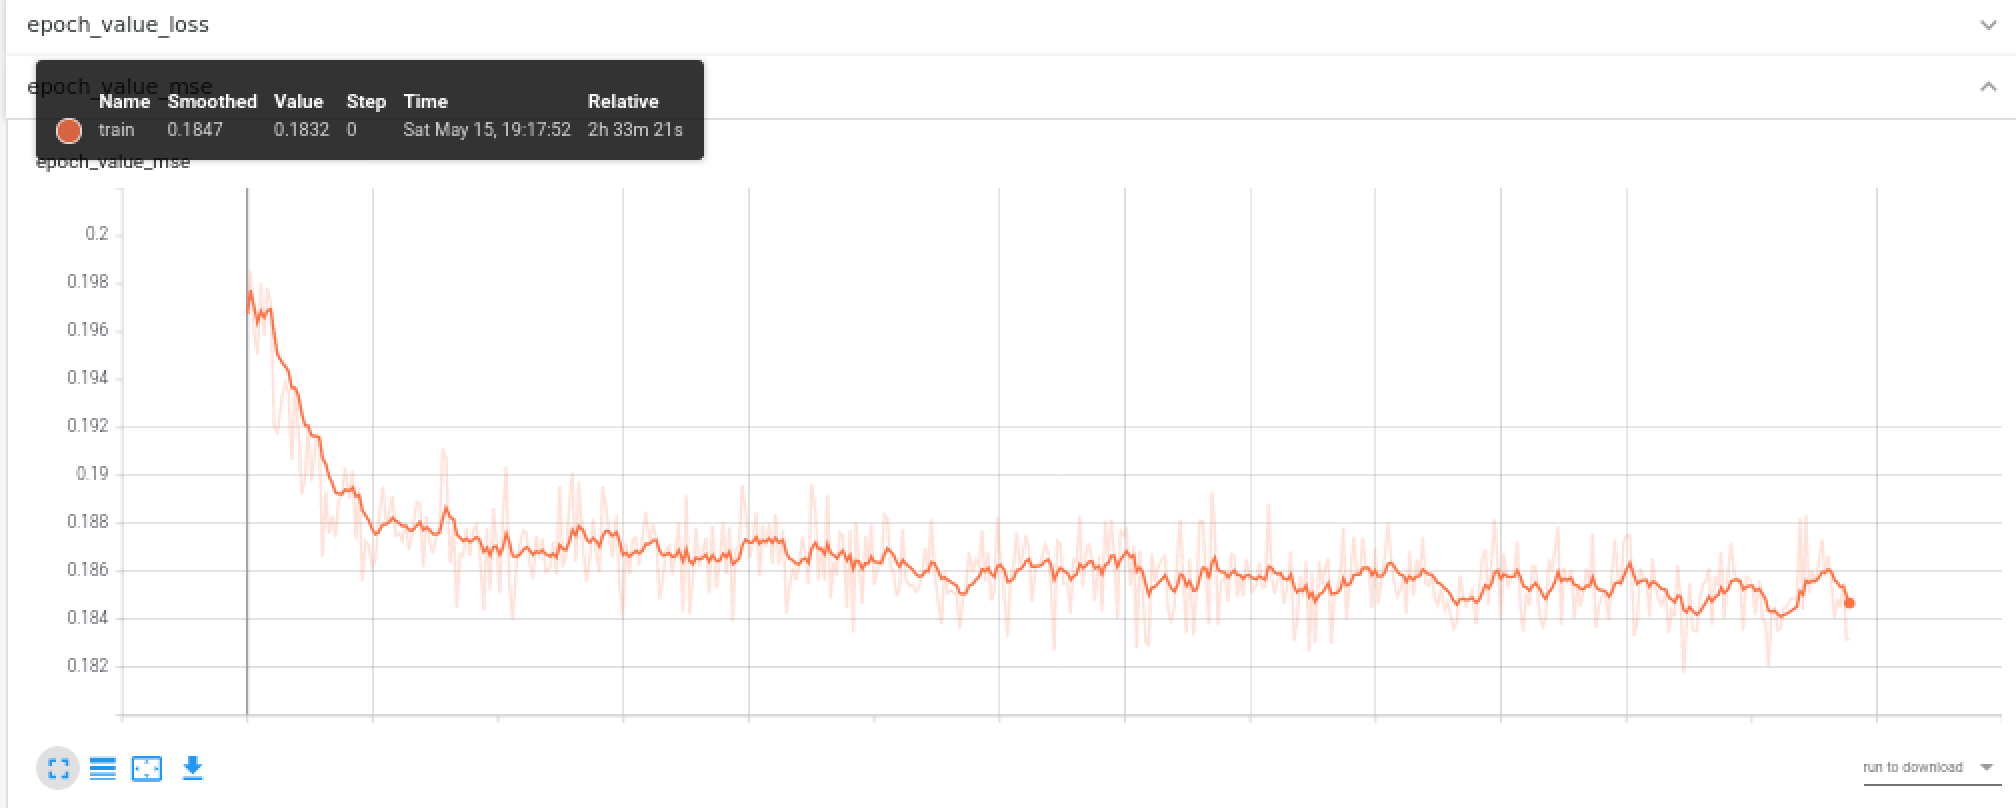 epoch_value_loss
epoch_value_mse
Name Smoothed Value Step Time Relative
train 0.1847 0.1832 0 Sat May 15, 19:17:52 2h 33m 21s
epoch_value_mse
0.2
0.198
0.196
0.194
0.192
0.19
0.188
0.186
0.184
0.182
run to download